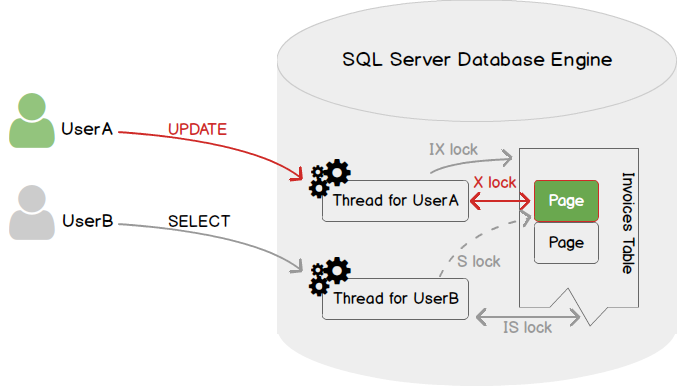 SQL Server Database Engine
UserA
UPDATE
IX lock
X lock
Thread for UserA
Page
Invoices Table
UserB
SELECT
Page
S lock
Thread for UserB
IS lock